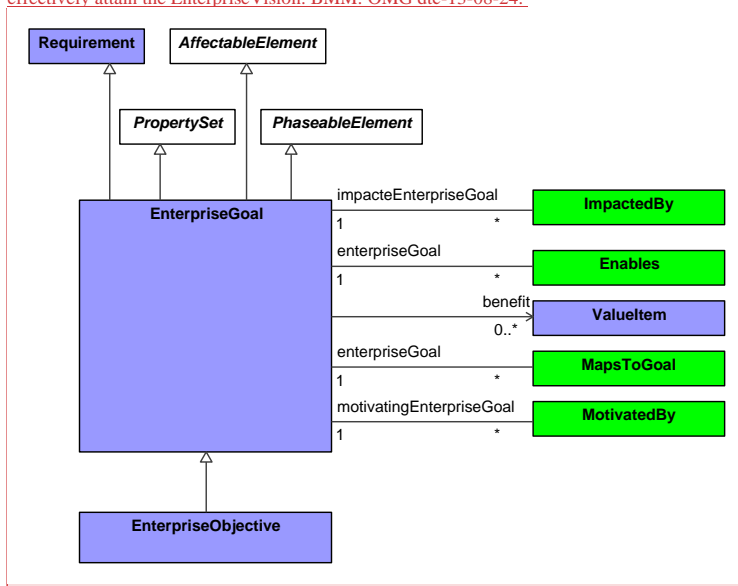 effectively attain the EnterpriseVision. BMM: OMG dtc-13-08-24.
Requirement
AffectableElement
PropertySet
PhaseableElement
EnterpriseGoal
impacteEnterpriseGoal
1
*
ImpactedBy
enterpriseGoal
1
*
Enables
benefit
0..*
ValueItem
enterpriseGoal
1
*
MapsToGoal
motivatingEnterpriseGoal
1
*
MotivatedBy
EnterpriseObjective